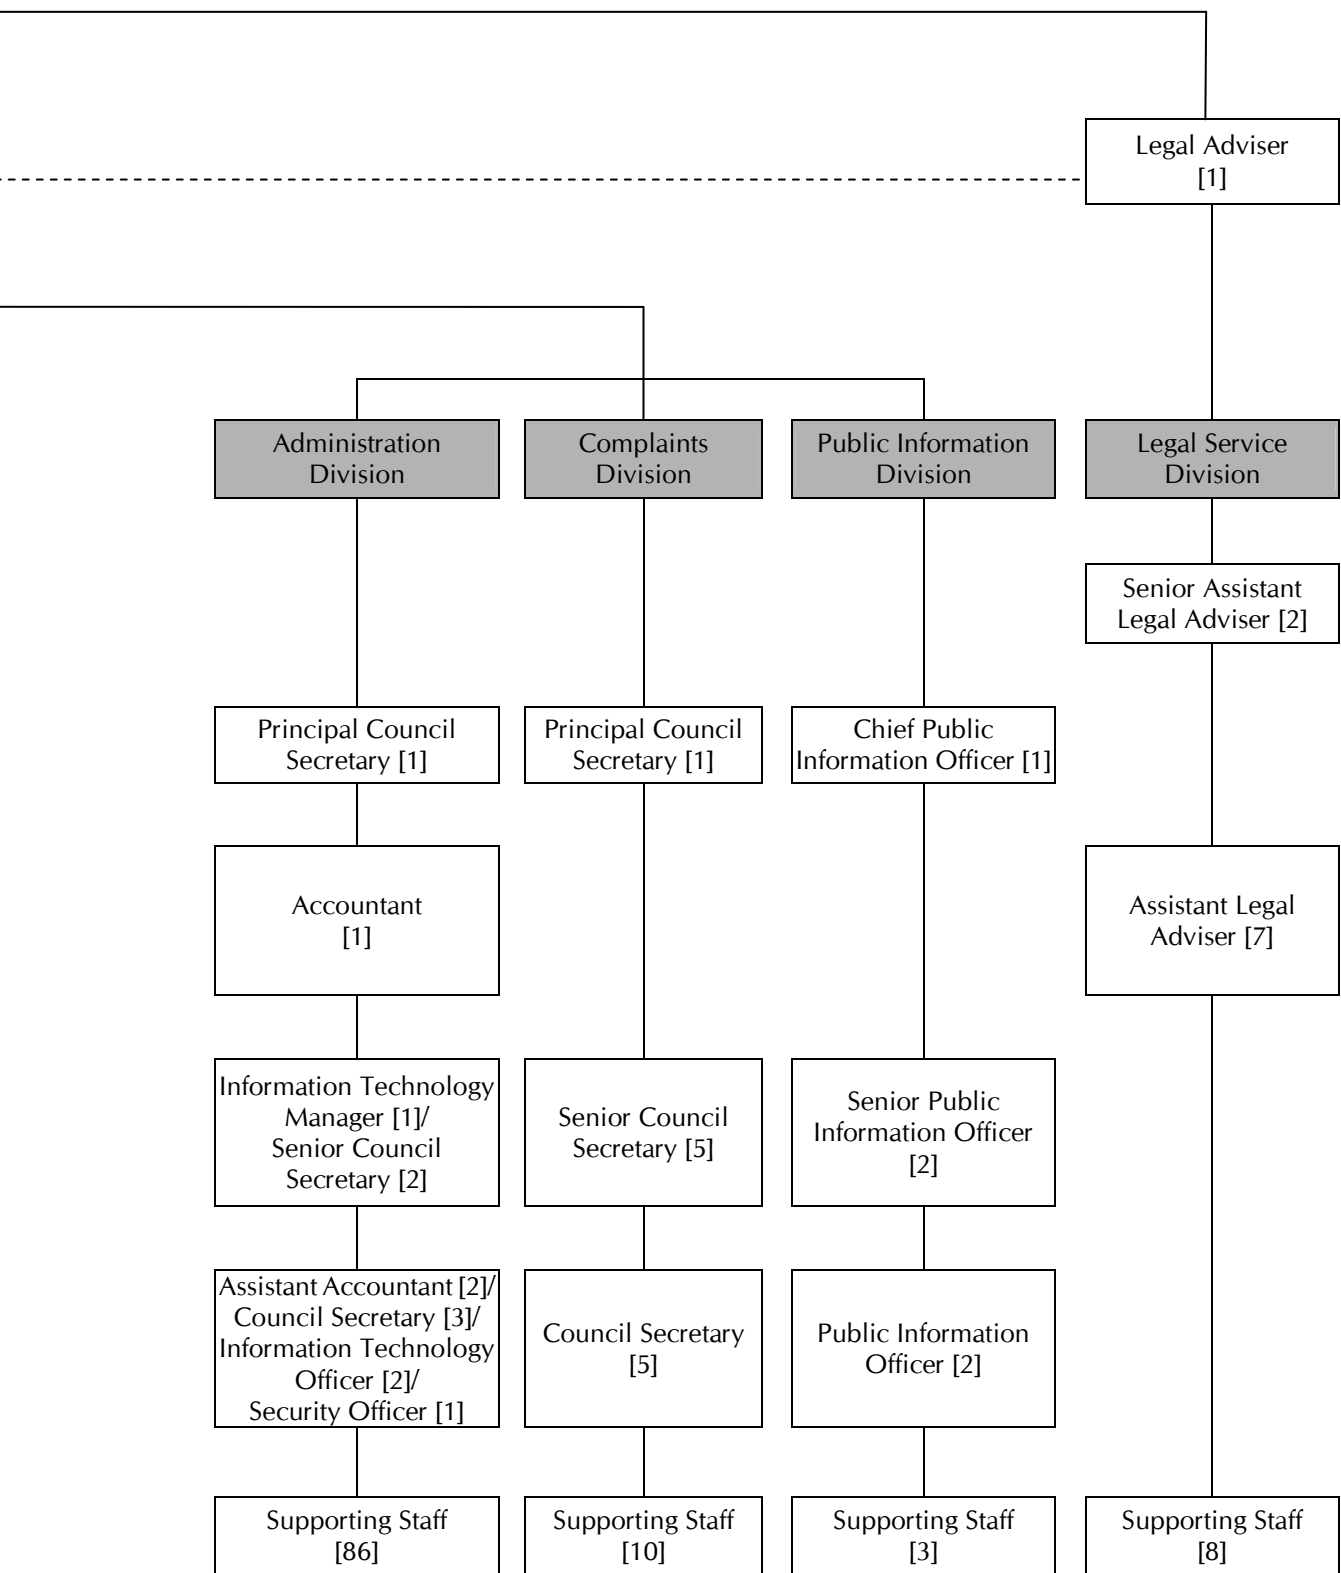 Legal Adviser
[1]
Administration
Division
Complaints
Division
Public Information
Division
Legal Service
Division
Senior Assistant
Legal Adviser [2]
Principal Council
Secretary [1]
Principal Council
Secretary [1]
Chief Public
Information Officer [1]
Accountant
[1]
Assistant Legal
Adviser [7]
Information Technology
Manager [1]/
Senior Council
Secretary [2]
Senior Council
Secretary [5]
Senior Public
Information Officer
[2]
Assistant Accountant [2]/
Council Secretary [3]/
Information Technology
Officer [2]/
Security Officer [1]
Council Secretary
[5]
Public Information
Officer [2]
Supporting Staff
[86]
Supporting Staff
[10]
Supporting Staff
[3]
Supporting Staff
[8]